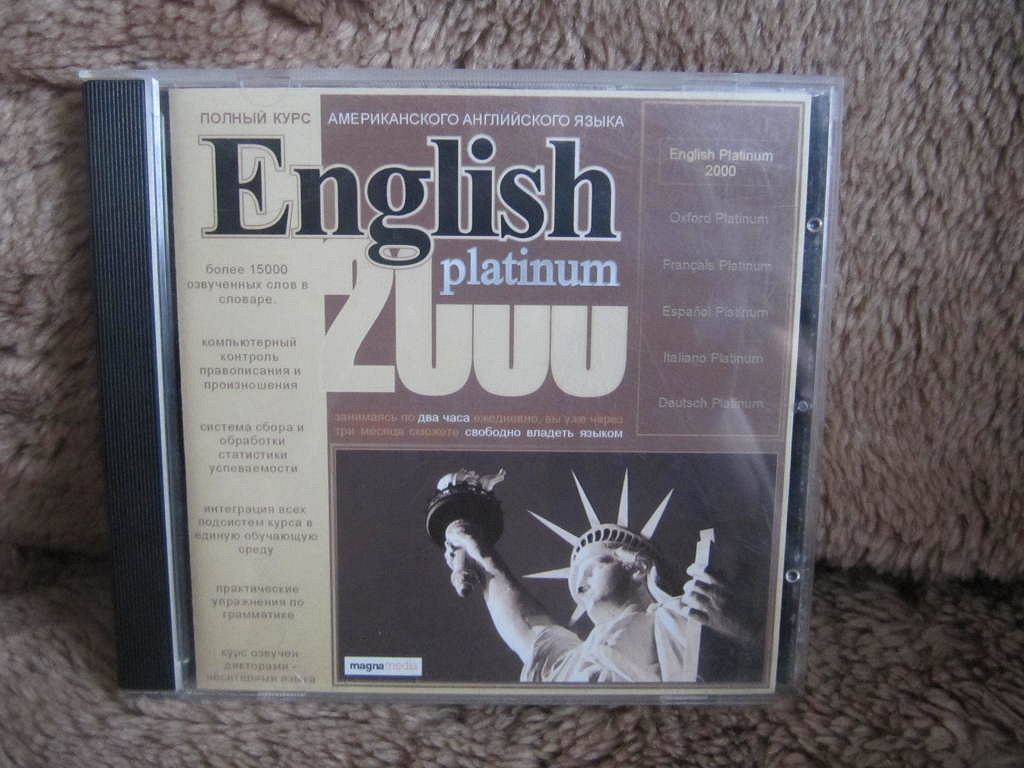 ПОЛНЫЙ КУРС АМЕРИКАНСКОГО АНГЛИЙСКОГО ЯЗЫКА
English
platinum
2000
более 15000
озвученных слов в
словаре.
компьютерный
контроль
правописания и
произношения
система сбора и
обработки
статистики
успеваемости
интеграция всех
подсистем курса в
единую обучающую
среду
практические
упражнения по
грамматике
курс озвучен
дикторами -
носителями языка
занимаясь по два часа ежедневно, вы уже через
три месяца сможете свободно владеть языком
English Platinum
2000
Oxford Platinum
Français Platinum
Español Platinum
Italiano Platinum
Deutsch Platinum
magnamedia